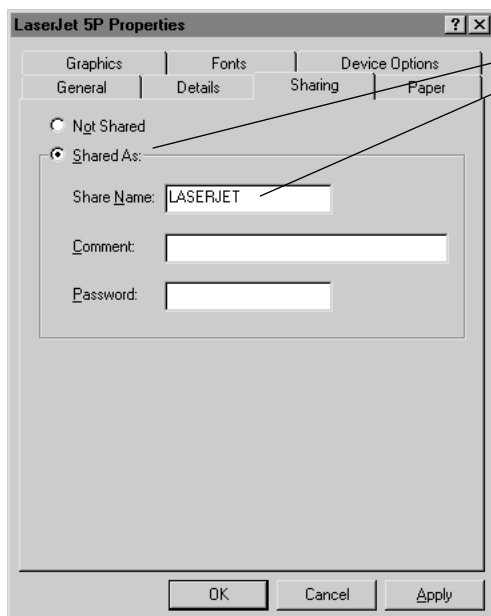 LaserJet 5P Properties
Graphics Fonts Device Options
General Details Sharing Paper
Not Shared
Shared As:
Share Name: LASERJET
Comment:
Password:
OK Cancel Apply